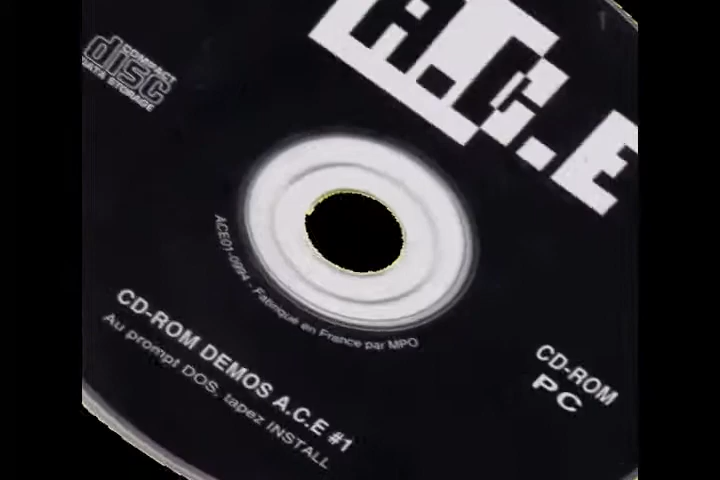 A.C.E
COMPACT
disc
DATA STORAGE
ACE01-0994 - Fabriqué en France par MPO
CD-ROM DEMOS A.C.E #1
Au prompt DOS, tapez INSTALL
CD-ROM
PC